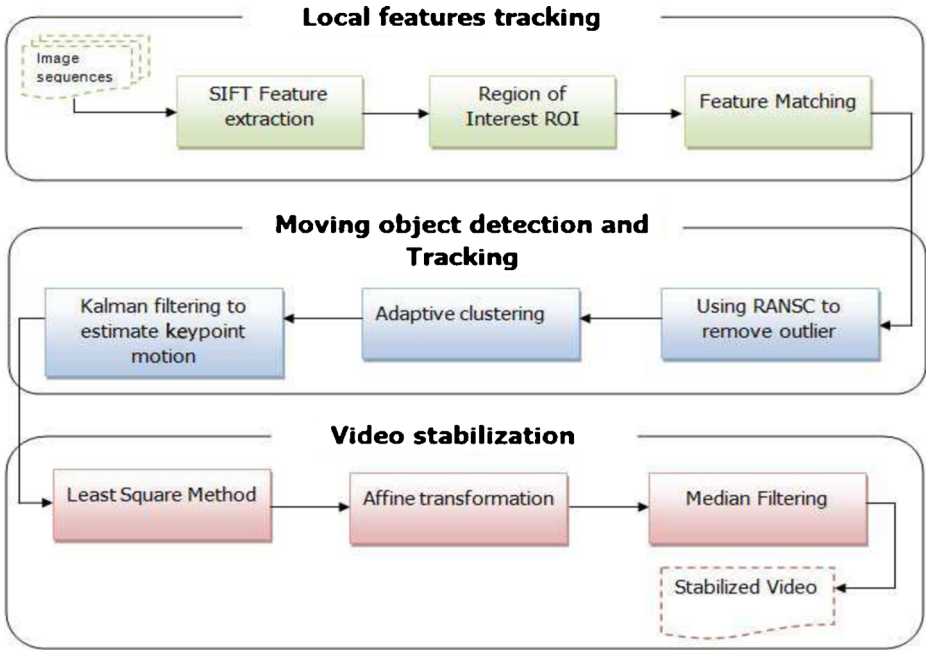 Local features tracking
Image
sequences
SIFT Feature
extraction
Region of
Interest ROI
Feature Matching
Moving object detection and
Tracking
Kalman filtering to
estimate keypoint
motion
Adaptive clustering
Using RANSC to
remove outlier
Video stabilization
Least Square Method
Affine transformation
Median Filtering
Stabilized Video